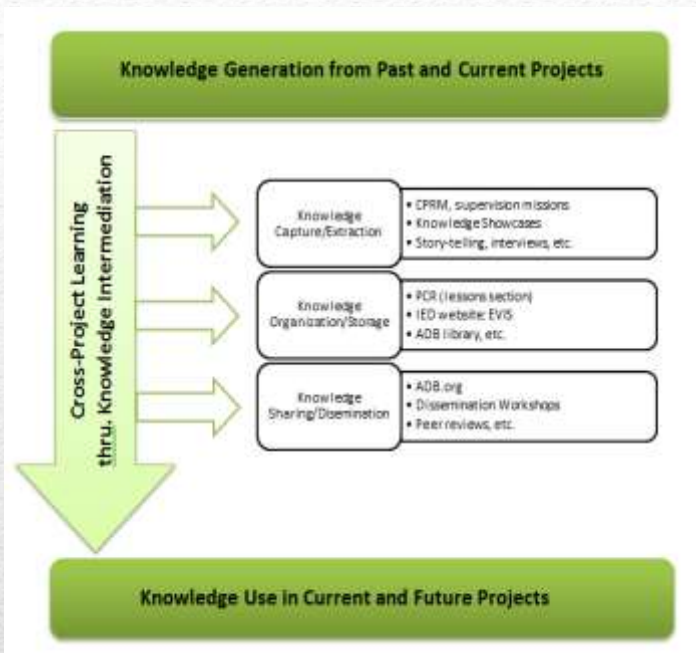 Knowledge Generation from Past and Current Projects
Cross-Project Learning
thru. Knowledge Intermediation
Knowledge
Capture/Extraction
• CPRM, supervision missions
• Knowledge Showcases
• Story-telling, interviews, etc.
Knowledge
Organization/Storage
• PCR (lessons section)
• IED website: EVIS
• ADB library, etc.
Knowledge
Sharing/Disemination
• ADB.org
• Dissemination Workshops
• Peer reviews, etc.
Knowledge Use in Current and Future Projects